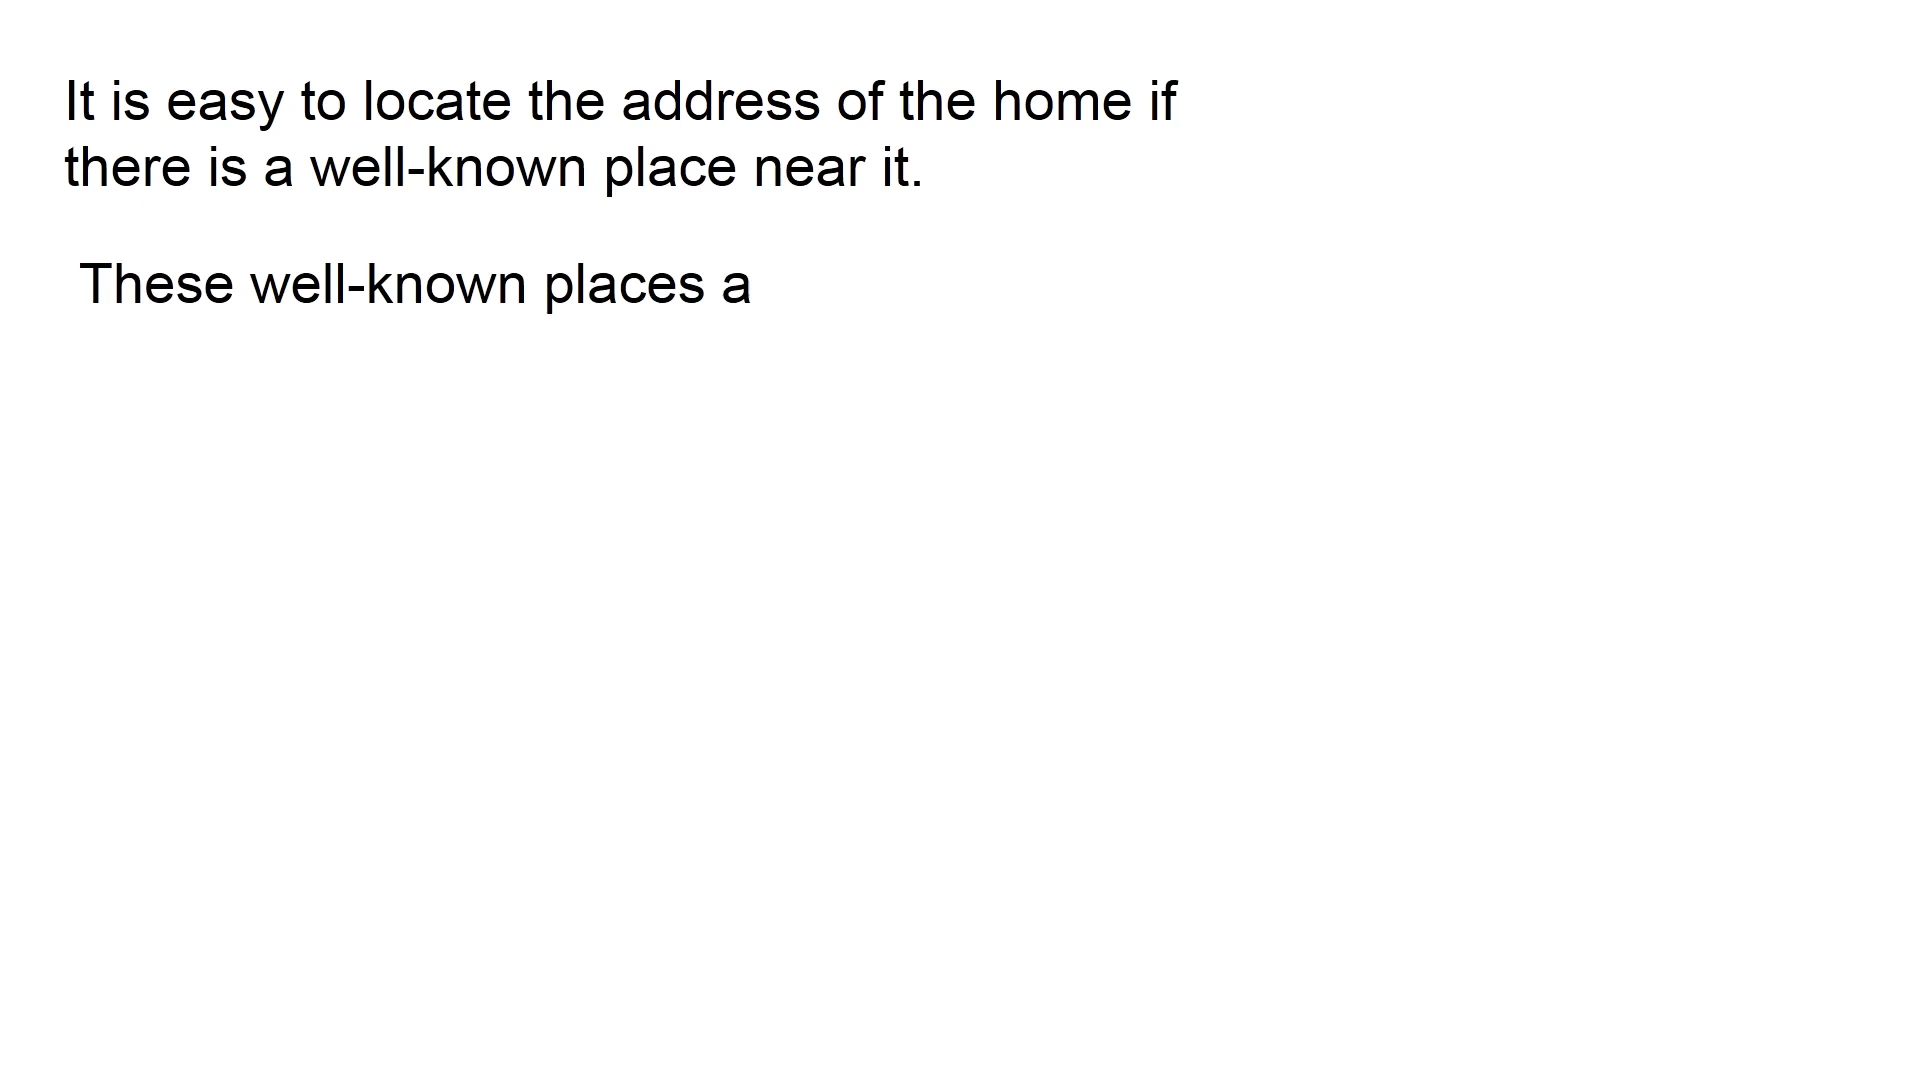 It is easy to locate the address of the home if
there is a well-known place near it.
These well-known places a